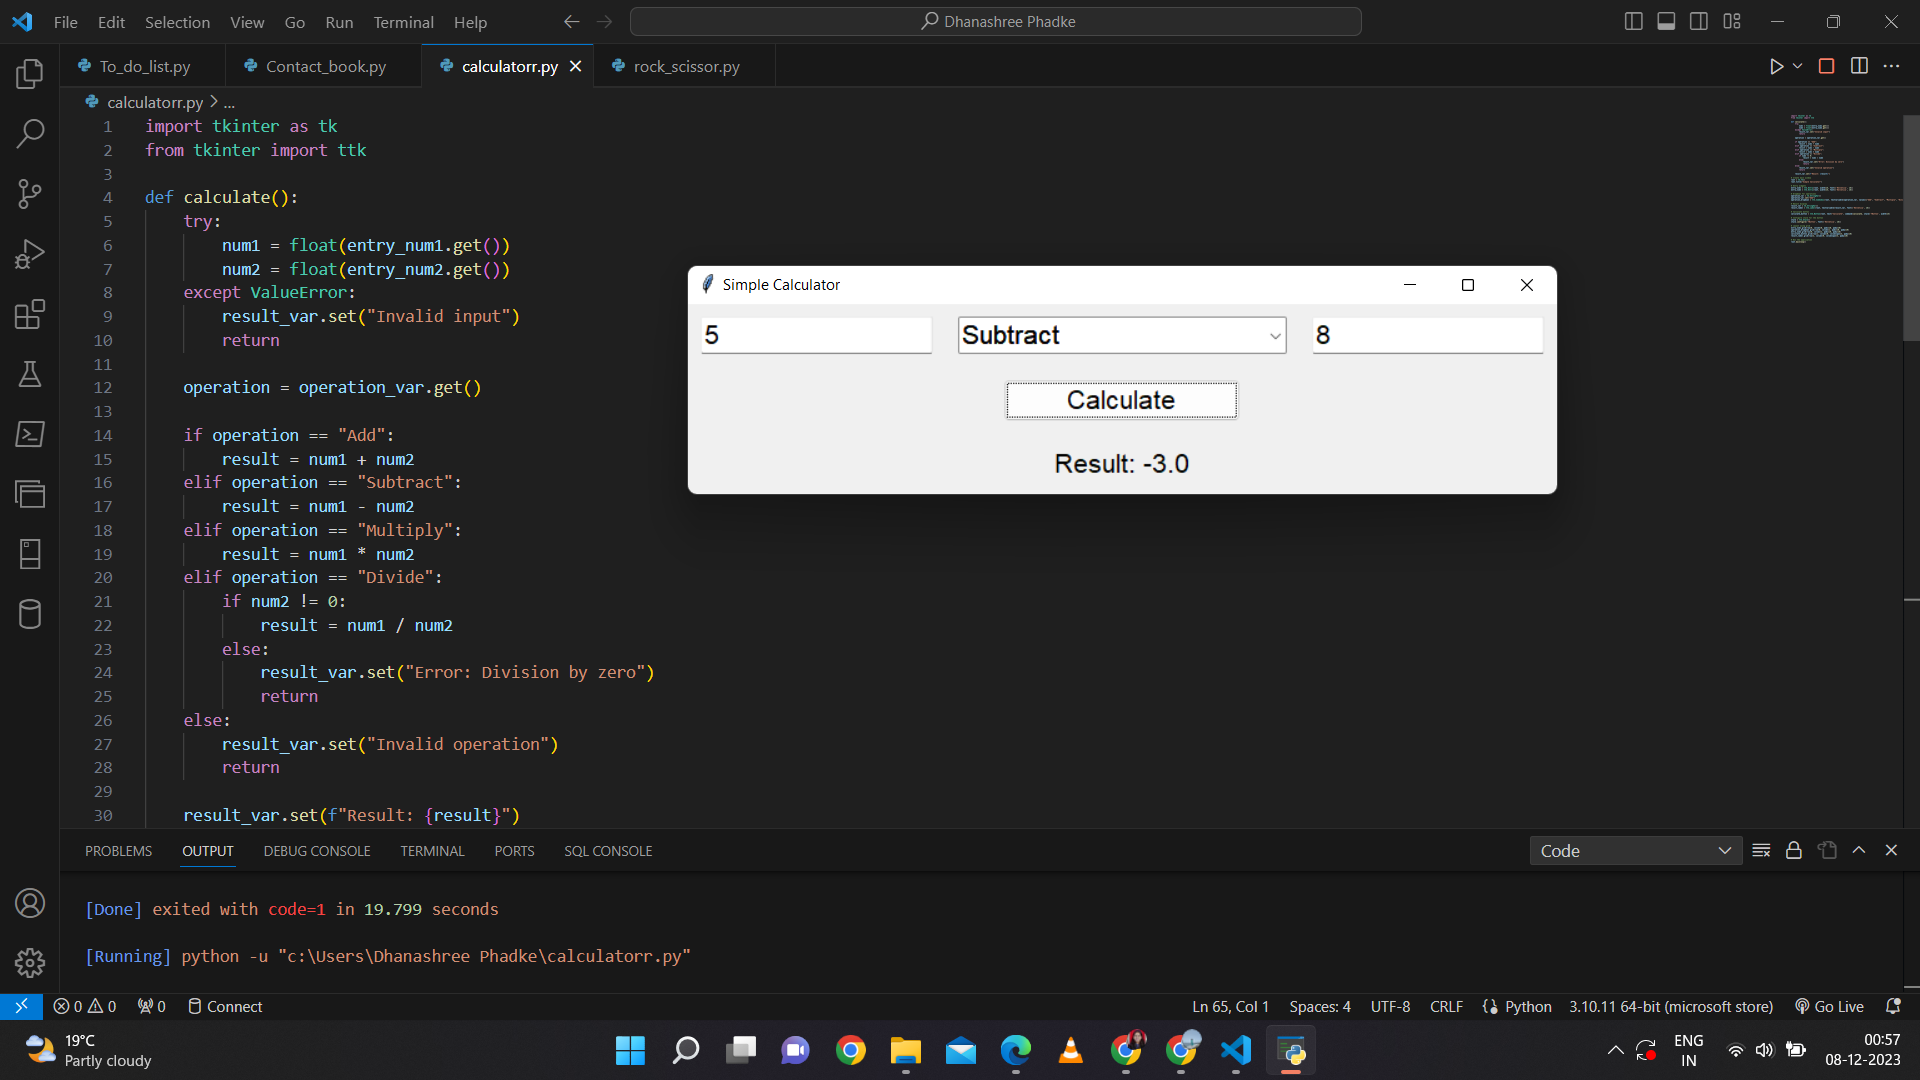 File Edit Selection View Go Run Terminal Help
Dhanashree Phadke
To_do_list.py Contact_book.py calculatorr.py rock_scissor.py
calculatorr.py > ...
1 import tkinter as tk
2 from tkinter import ttk
3
4 def calculate():
5 try:
6 num1 = float(entry_num1.get())
7 num2 = float(entry_num2.get())
8 except ValueError:
9 result_var.set("Invalid input")
10 return
11
12 operation = operation_var.get()
13
14 if operation == "Add":
15 result = num1 + num2
16 elif operation == "Subtract":
17 result = num1 - num2
18 elif operation == "Multiply":
19 result = num1 * num2
20 elif operation == "Divide":
21 if num2 != 0:
22 result = num1 / num2
23 else:
24 result_var.set("Error: Division by zero")
25 return
26 else:
27 result_var.set("Invalid operation")
28 return
29
30 result_var.set(f"Result: {result}")
Simple Calculator
5 Subtract 8
Calculate
Result: -3.0
PROBLEMS OUTPUT DEBUG CONSOLE TERMINAL PORTS SQL CONSOLE
Code
[Done] exited with code=1 in 19.799 seconds
[Running] python -u "c:\Users\Dhanashree Phadke\calculatorr.py"
0 0 0 Connect
Ln 65, Col 1 Spaces: 4 UTF-8 CRLF Python 3.10.11 64-bit (microsoft store) Go Live
19°C
Partly cloudy
ENG
IN
00:57
08-12-2023